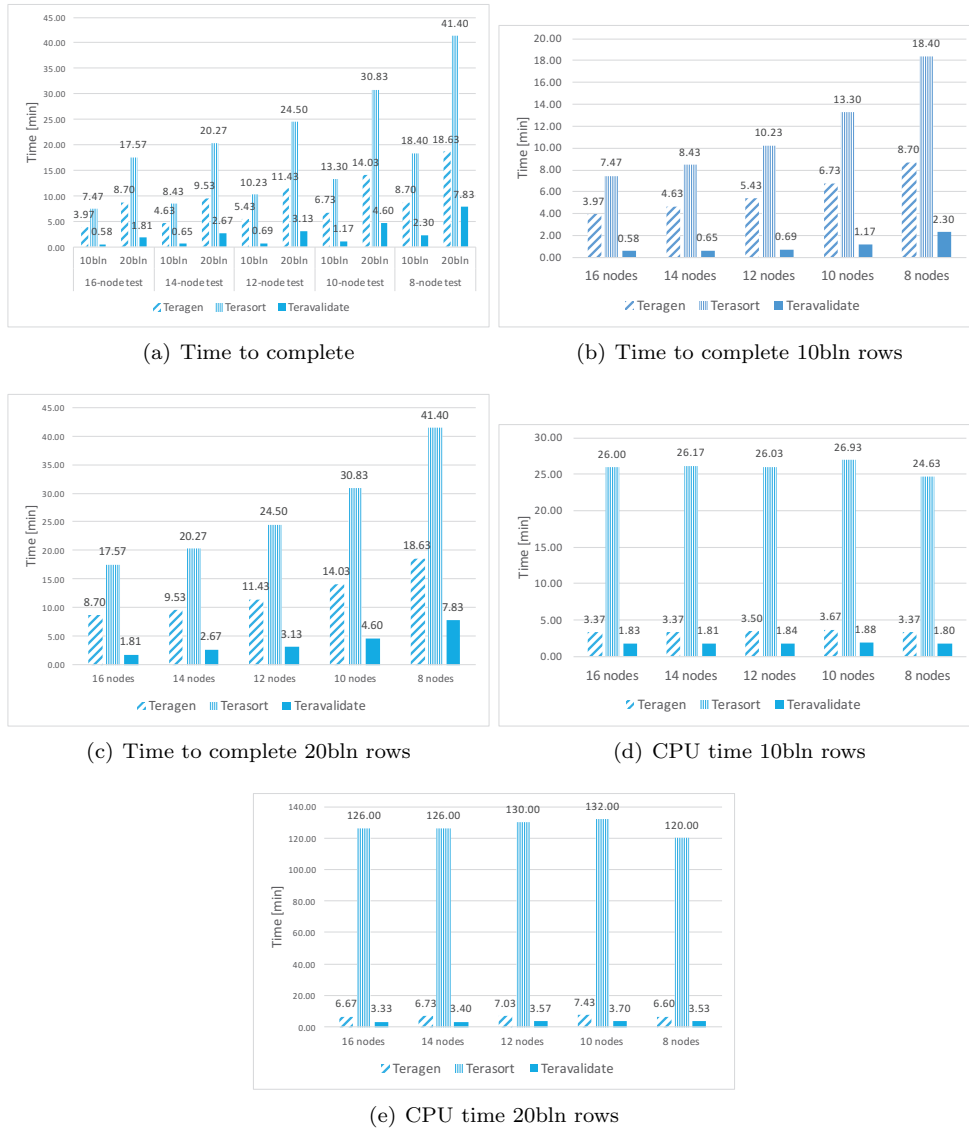 45.00
40.00
35.00
30.00
25.00
20.00
15.00
10.00
5.00
0.00
Time [min]
3.97 7.47 0.58 8.70 17.57 1.81 4.63 8.43 0.65 9.53 20.27 2.67 5.43 10.23 0.69 11.43 24.50 3.13 6.73 13.30 1.17 14.03 30.83 4.60 8.70 18.40 2.30 18.63 41.40 7.83
10bln 20bln 10bln 20bln 10bln 20bln 10bln 20bln 10bln 20bln
16-node test 14-node test 12-node test 10-node test 8-node test
Teragen Terasort Teravalidate
(a) Time to complete
20.00
18.00
16.00
14.00
12.00
10.00
8.00
6.00
4.00
2.00
0.00
Time [min]
3.97 7.47 0.58 4.63 8.43 0.65 5.43 10.23 0.69 6.73 13.30 1.17 8.70 18.40 2.30
16 nodes 14 nodes 12 nodes 10 nodes 8 nodes
Teragen Terasort Teravalidate
(b) Time to complete 10bln rows
45.00
40.00
35.00
30.00
25.00
20.00
15.00
10.00
5.00
0.00
Time [min]
8.70 17.57 1.81 9.53 20.27 2.67 11.43 24.50 3.13 14.03 30.83 4.60 18.63 41.40 7.83
16 nodes 14 nodes 12 nodes 10 nodes 8 nodes
Teragen Terasort Teravalidate
(c) Time to complete 20bln rows
30.00
25.00
20.00
15.00
10.00
5.00
0.00
Time [min]
3.37 26.00 1.83 3.37 26.17 1.81 3.50 26.03 1.84 3.67 26.93 1.88 3.37 24.63 1.80
16 nodes 14 nodes 12 nodes 10 nodes 8 nodes
Teragen Terasort Teravalidate
(d) CPU time 10bln rows
140.00
120.00
100.00
80.00
60.00
40.00
20.00
0.00
Time [min]
6.67 126.00 3.33 6.73 126.00 3.40 7.03 130.00 3.57 7.43 132.00 3.70 6.60 120.00 3.53
16 nodes 14 nodes 12 nodes 10 nodes 8 nodes
Teragen Terasort Teravalidate
(e) CPU time 20bln rows